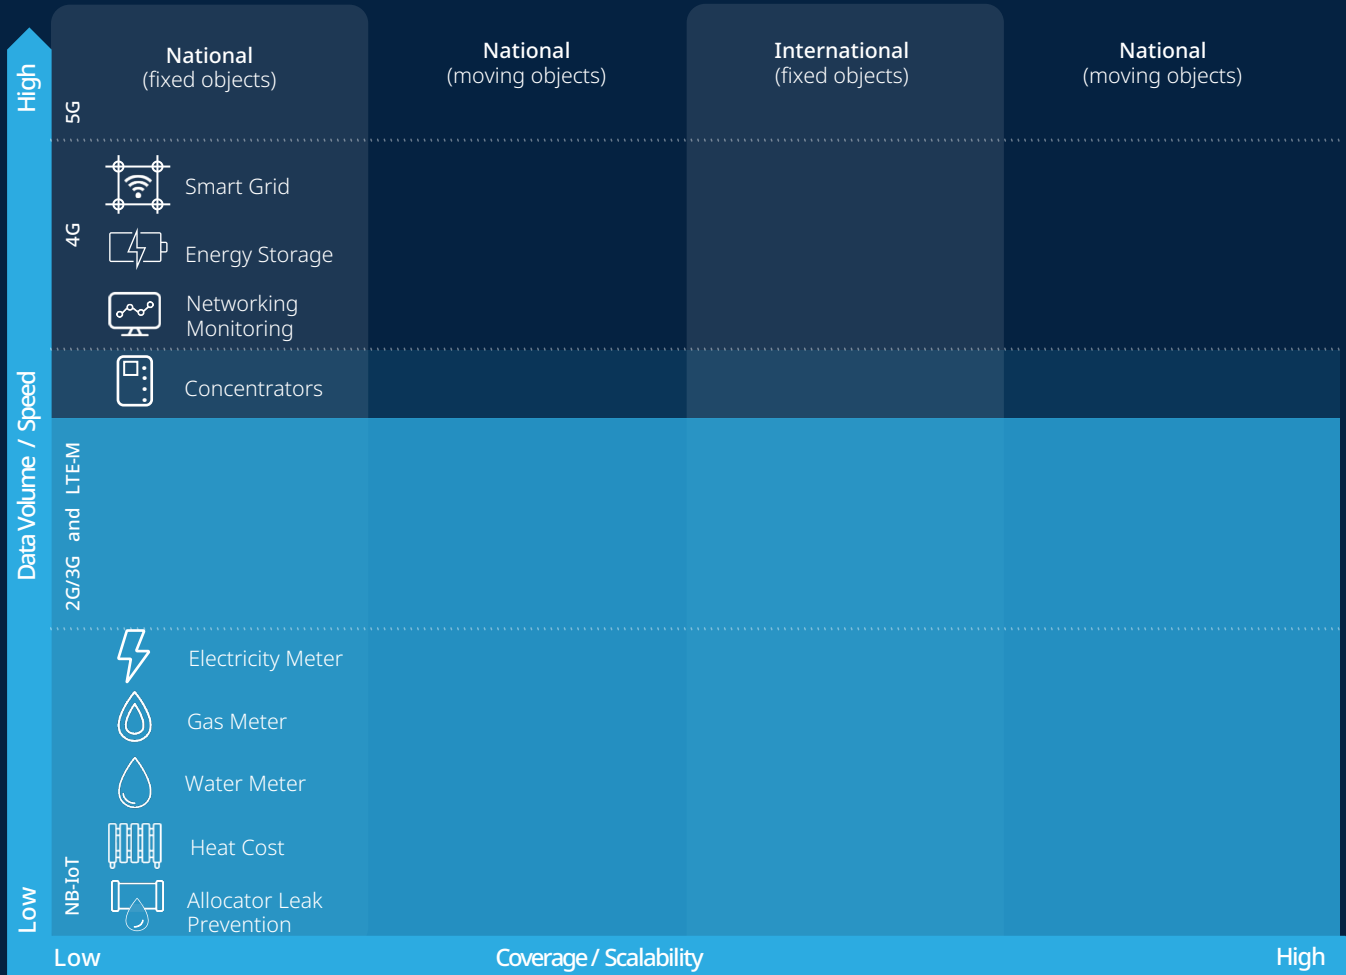 National
(fixed objects)
National
(moving objects)
International
(fixed objects)
National
(moving objects)
High
Data Volume / Speed
Low
5G
4G
2G/3G and LTE-M
NB-IoT
Smart Grid
Energy Storage
Networking
Monitoring
Concentrators
Electricity Meter
Gas Meter
Water Meter
Heat Cost
Allocator Leak
Prevention
Low
Coverage / Scalability
High